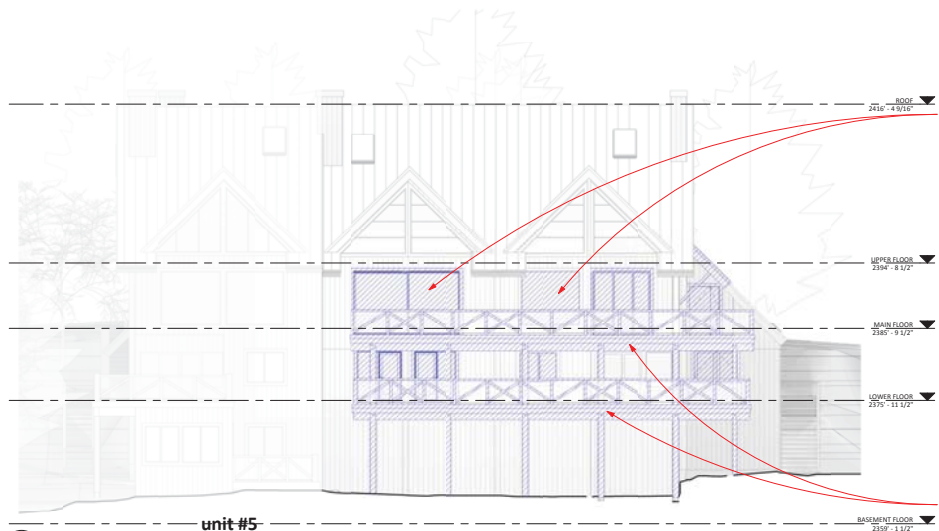 ROOF
2416' - 4 9/16"
UPPER FLOOR
2394' - 8 1/2"
MAIN FLOOR
2385' - 9 1/2"
LOWER FLOOR
2375' - 11 1/2"
unit #5
BASEMENT FLOOR
2359' - 1 1/2"